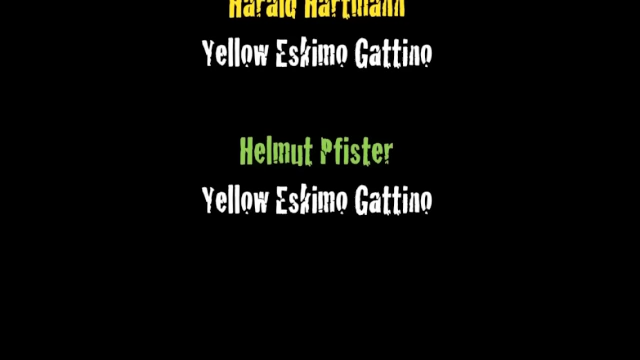 Harald Hartmann
Yellow Eskimo Gattino
Helmut Pfister
Yellow Eskimo Gattino